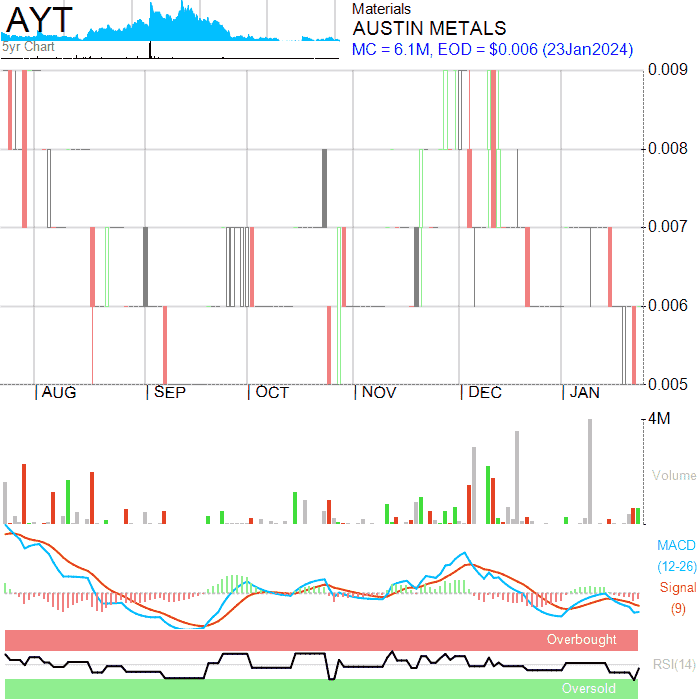 AYT
5yr Chart
Materials
AUSTIN METALS
MC = 6.1M, EOD = $0.006 (23Jan2024)
0.009
0.008
0.007
0.006
0.005
AUG SEP OCT NOV DEC JAN
4M
Volume
MACD
(12-26)
Signal
(9)
Overbought
RSI(14)
Oversold